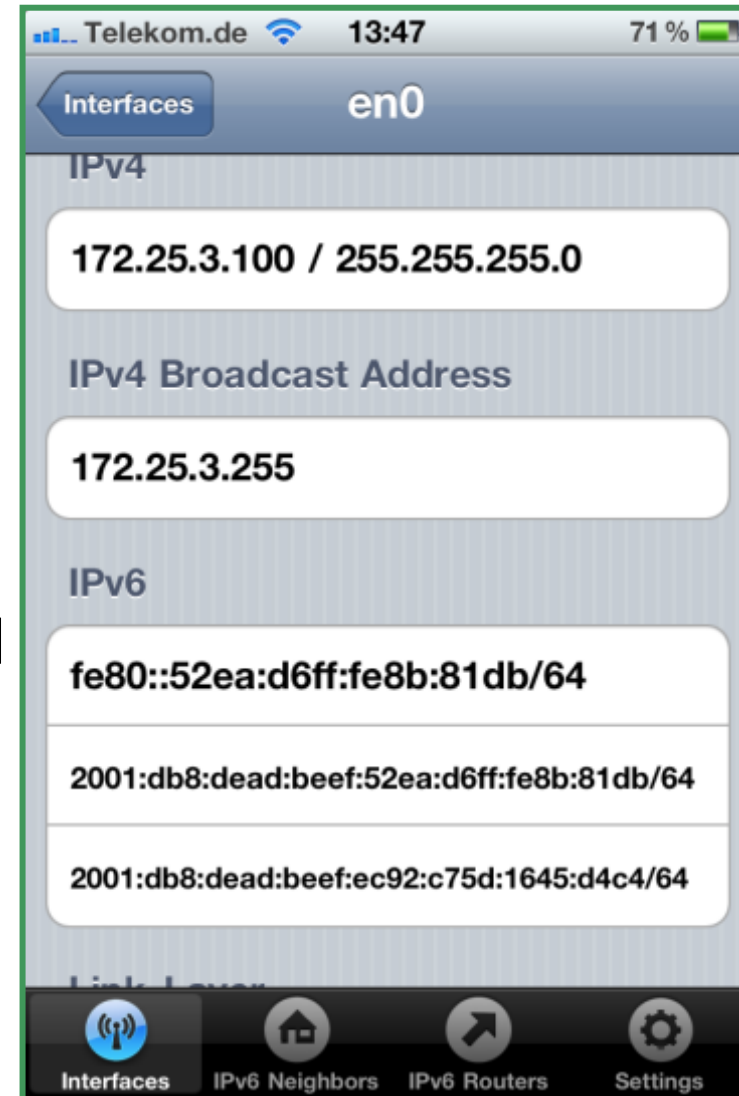 Telekom.de 13:47 71 %
Interfaces en0
IPv4
172.25.3.100 / 255.255.255.0
IPv4 Broadcast Address
172.25.3.255
IPv6
fe80::52ea:d6ff:fe8b:81db/64
2001:db8:dead:beef:52ea:d6ff:fe8b:81db/64
2001:db8:dead:beef:ec92:c75d:1645:d4c4/64
Link Layer
Interfaces IPv6 Neighbors IPv6 Routers Settings